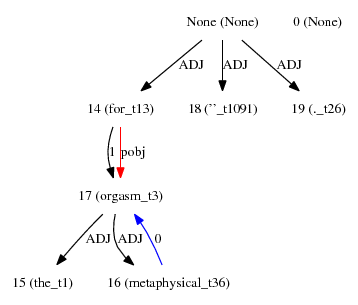 None (None) 0 (None)
ADJ ADJ ADJ
14 (for_t13) 18 (''_t1091) 19 (._t26)
1 pobj
17 (orgasm_t3)
ADJ ADJ 0
15 (the_t1) 16 (metaphysical_t36)